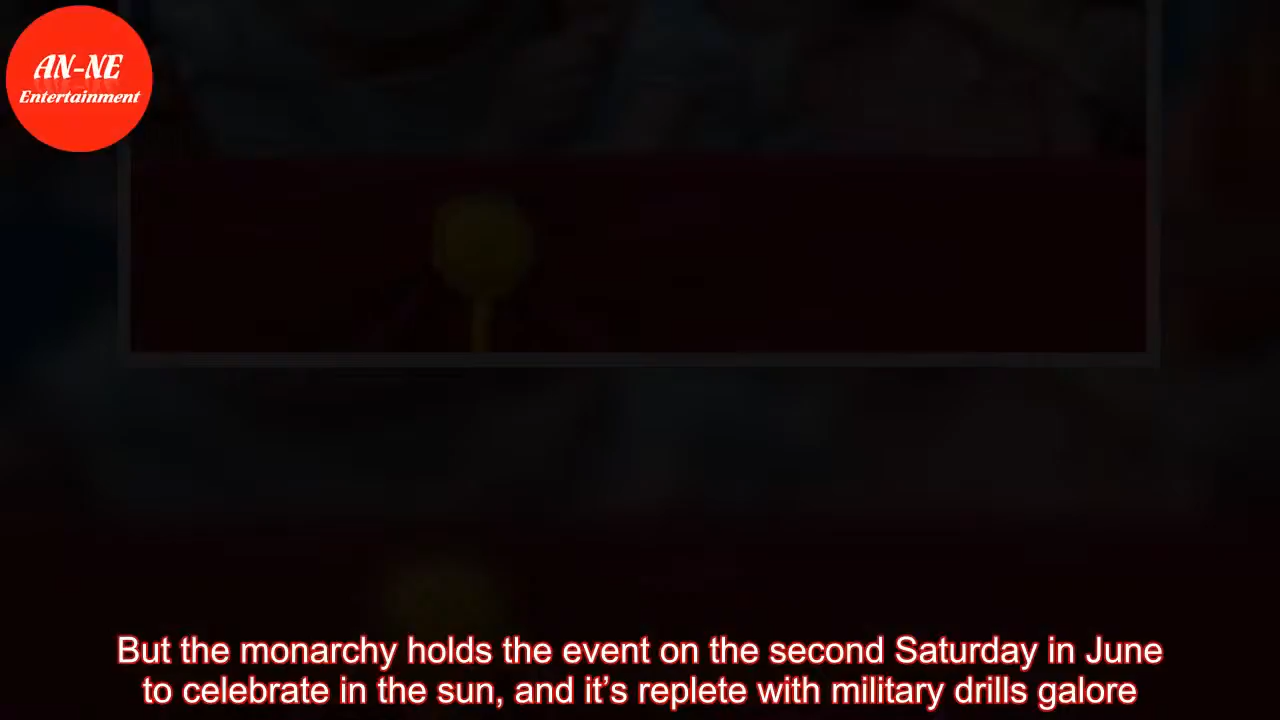 AN-NE
Entertainment
But the monarchy holds the event on the second Saturday in June
to celebrate in the sun, and it’s replete with military drills galore